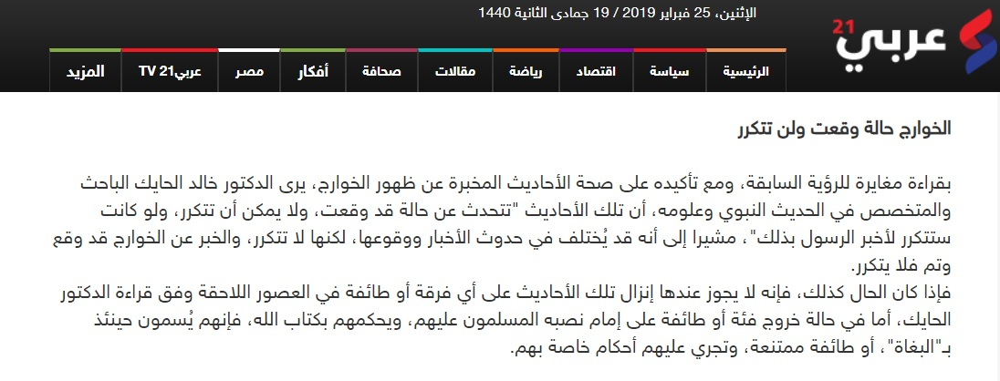 الإثنين، 25 فبراير 2019 / 19 جمادى الثانية 1440
عربي 21
الرئيسية سياسة اقتصاد رياضة مقالات صحافة أفكار مصر عربي21 TV المزيد
الخوارج حالة وقعت ولن تتكرر
بقراءة مغايرة للرؤية السابقة، ومع تأكيده على صحة الأحاديث المخبرة عن ظهور الخوارج، يرى الدكتور خالد الحايك الباحث
والمتخصص في الحديث النبوي وعلومه، أن تلك الأحاديث "تتحدث عن حالة قد وقعت، ولا يمكن أن تتكرر، ولو كانت
ستتكرر لأخبر الرسول بذلك"، مشيرا إلى أنه قد يُختلف في حدوث الأخبار ووقوعها، لكنها لا تتكرر، والخبر عن الخوارج قد وقع
وتم فلا يتكرر.
فإذا كان الحال كذلك، فإنه لا يجوز عندها إنزال تلك الأحاديث على أي فرقة أو طائفة في العصور اللاحقة وفق قراءة الدكتور
الحايك، أما في حالة خروج فئة أو طائفة على إمام نصبه المسلمون عليهم، ويحكمهم بكتاب الله، فإنهم يُسمون حينئذ
بـ"البغاة"، أو طائفة ممتنعة، وتجري عليهم أحكام خاصة بهم.